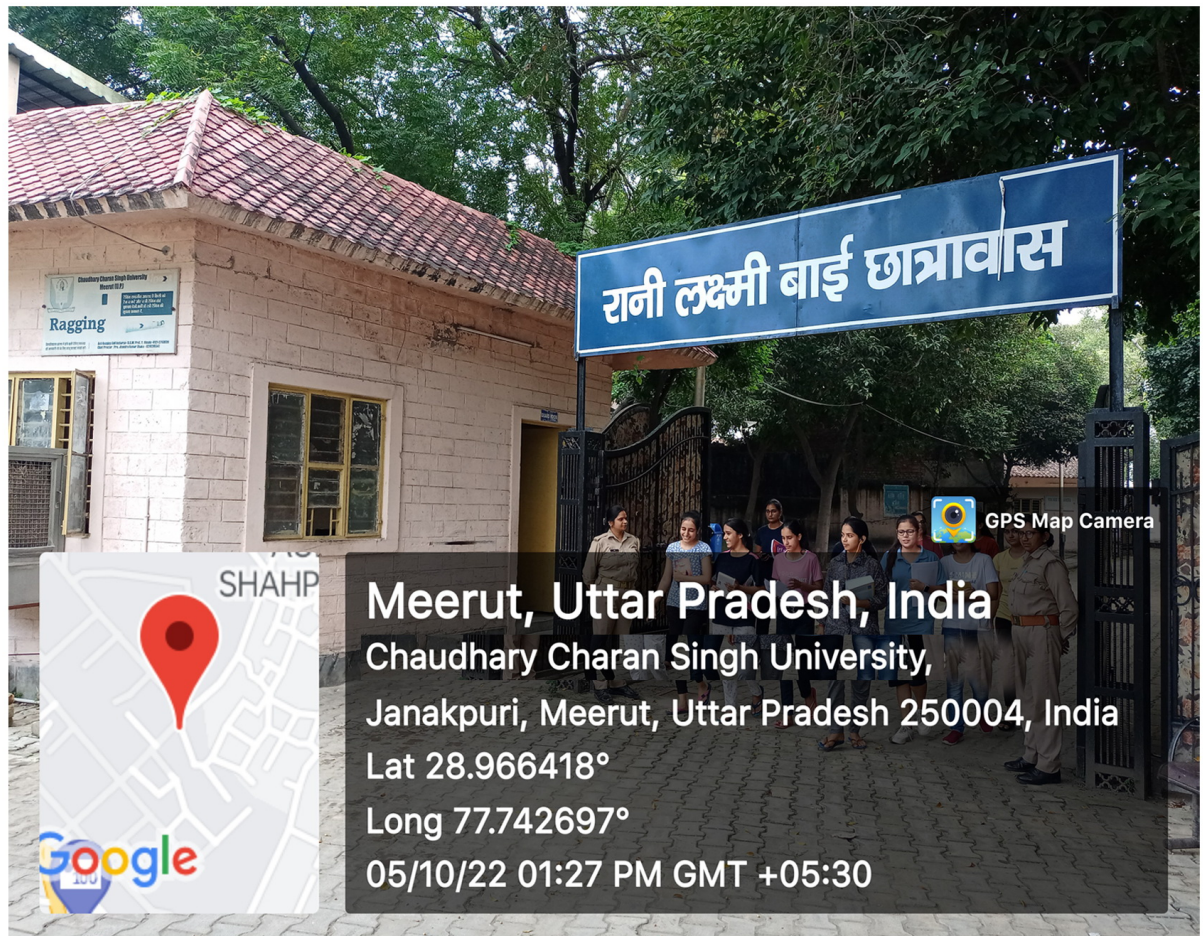 Chaudhary Charan Singh University
Meerut (U.P.)
Ragging
रानी लक्ष्मी बाई छात्रावास
GPS Map Camera
SHAHP
Google
100
Meerut, Uttar Pradesh, India
Chaudhary Charan Singh University,
Janakpuri, Meerut, Uttar Pradesh 250004, India
Lat 28.966418°
Long 77.742697°
05/10/22 01:27 PM GMT +05:30